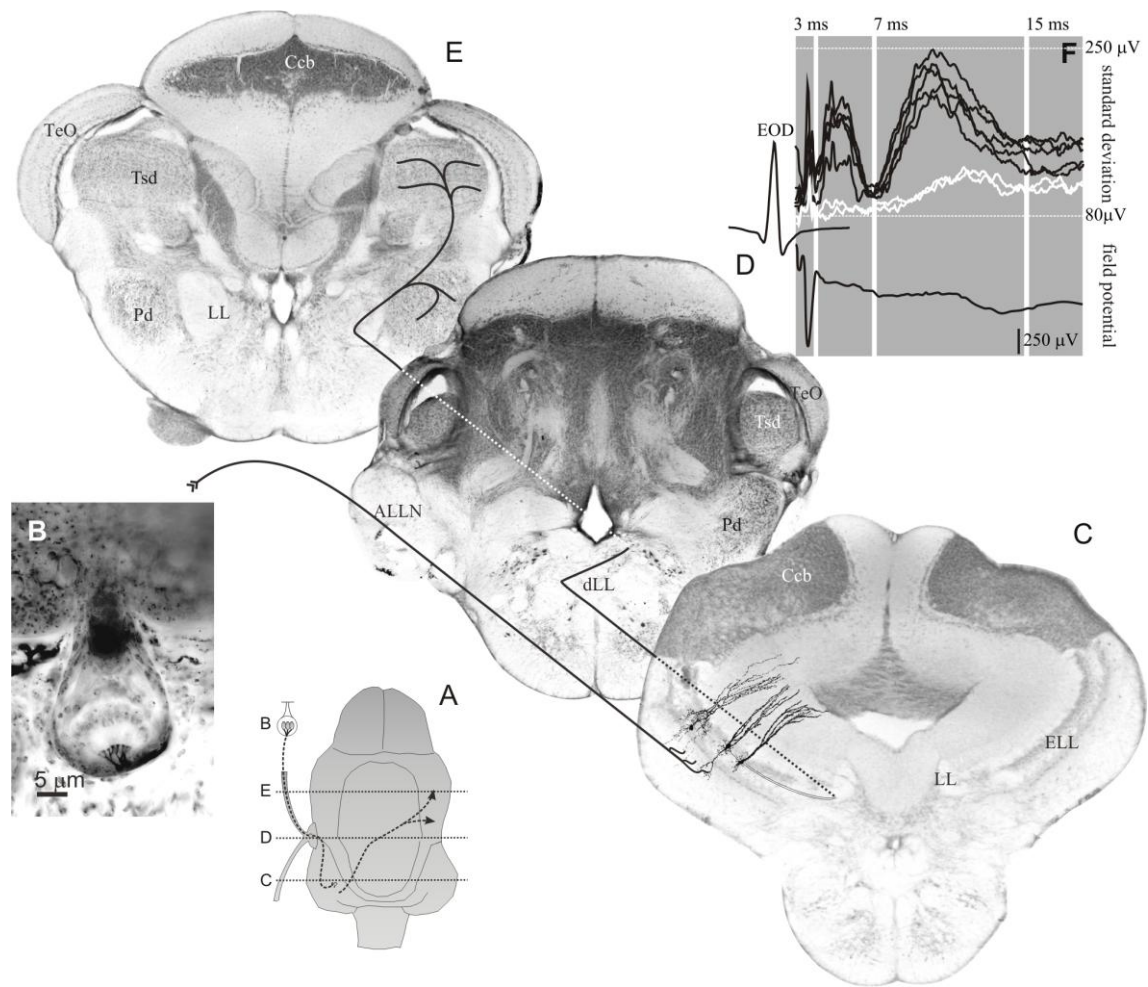 3 ms
7 ms
15 ms
E
F
250 µV
Ccb
standard deviation
TeO
EOD
Tsd
80µV
D
field potential
Pd
LL
250 µV
TeO
Tsd
ALLN
Pd
C
B
Ccb
dLL
A
B
ELL
5 µm
E
LL
D
C